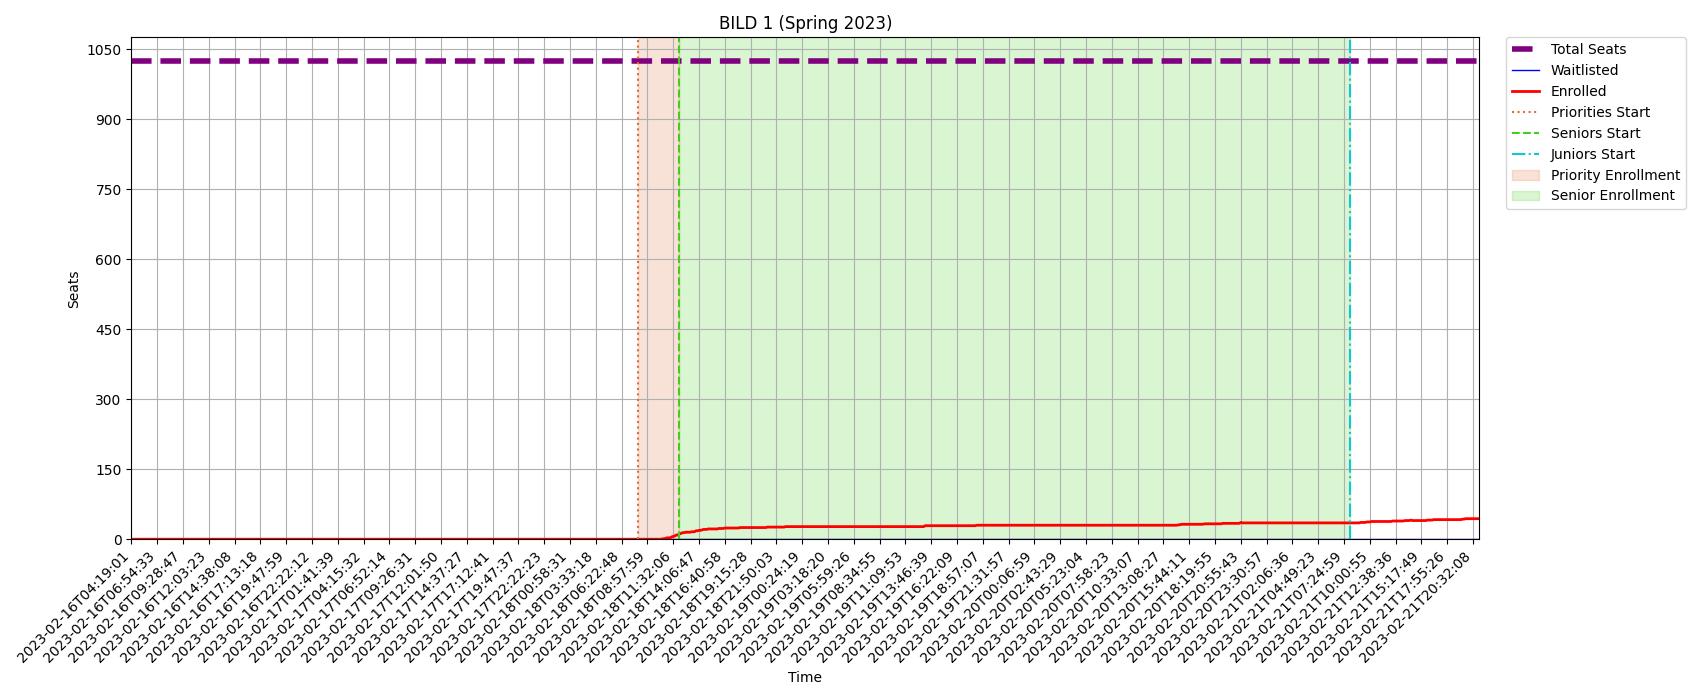 BILD 1 (Spring 2023)
1050
900
750
600
450
300
150
0
Seats
2023-02-16T04:19:01
2023-02-16T06:54:33
2023-02-16T09:28:47
2023-02-16T12:03:23
2023-02-16T14:38:08
2023-02-16T17:13:18
2023-02-16T19:47:59
2023-02-16T22:22:12
2023-02-17T01:41:39
2023-02-17T04:15:32
2023-02-17T06:52:14
2023-02-17T09:26:31
2023-02-17T12:01:50
2023-02-17T14:37:27
2023-02-17T17:12:41
2023-02-17T19:47:37
2023-02-17T22:22:23
2023-02-18T00:58:31
2023-02-18T03:33:18
2023-02-18T06:22:48
2023-02-18T08:57:59
2023-02-18T11:32:06
2023-02-18T14:06:47
2023-02-18T16:40:58
2023-02-18T19:15:28
2023-02-18T21:50:03
2023-02-19T00:24:19
2023-02-19T03:18:20
2023-02-19T05:59:26
2023-02-19T08:34:55
2023-02-19T11:09:53
2023-02-19T13:46:39
2023-02-19T16:22:09
2023-02-19T18:57:07
2023-02-19T21:31:57
2023-02-20T00:06:59
2023-02-20T02:43:29
2023-02-20T05:23:04
2023-02-20T07:58:23
2023-02-20T10:33:07
2023-02-20T13:08:27
2023-02-20T15:44:11
2023-02-20T18:19:55
2023-02-20T20:55:43
2023-02-20T23:30:57
2023-02-21T02:06:36
2023-02-21T04:49:23
2023-02-21T07:24:59
2023-02-21T10:00:55
2023-02-21T12:38:36
2023-02-21T15:17:49
2023-02-21T17:55:26
2023-02-21T20:32:08
Time
Total Seats
Waitlisted
Enrolled
Priorities Start
Seniors Start
Juniors Start
Priority Enrollment
Senior Enrollment